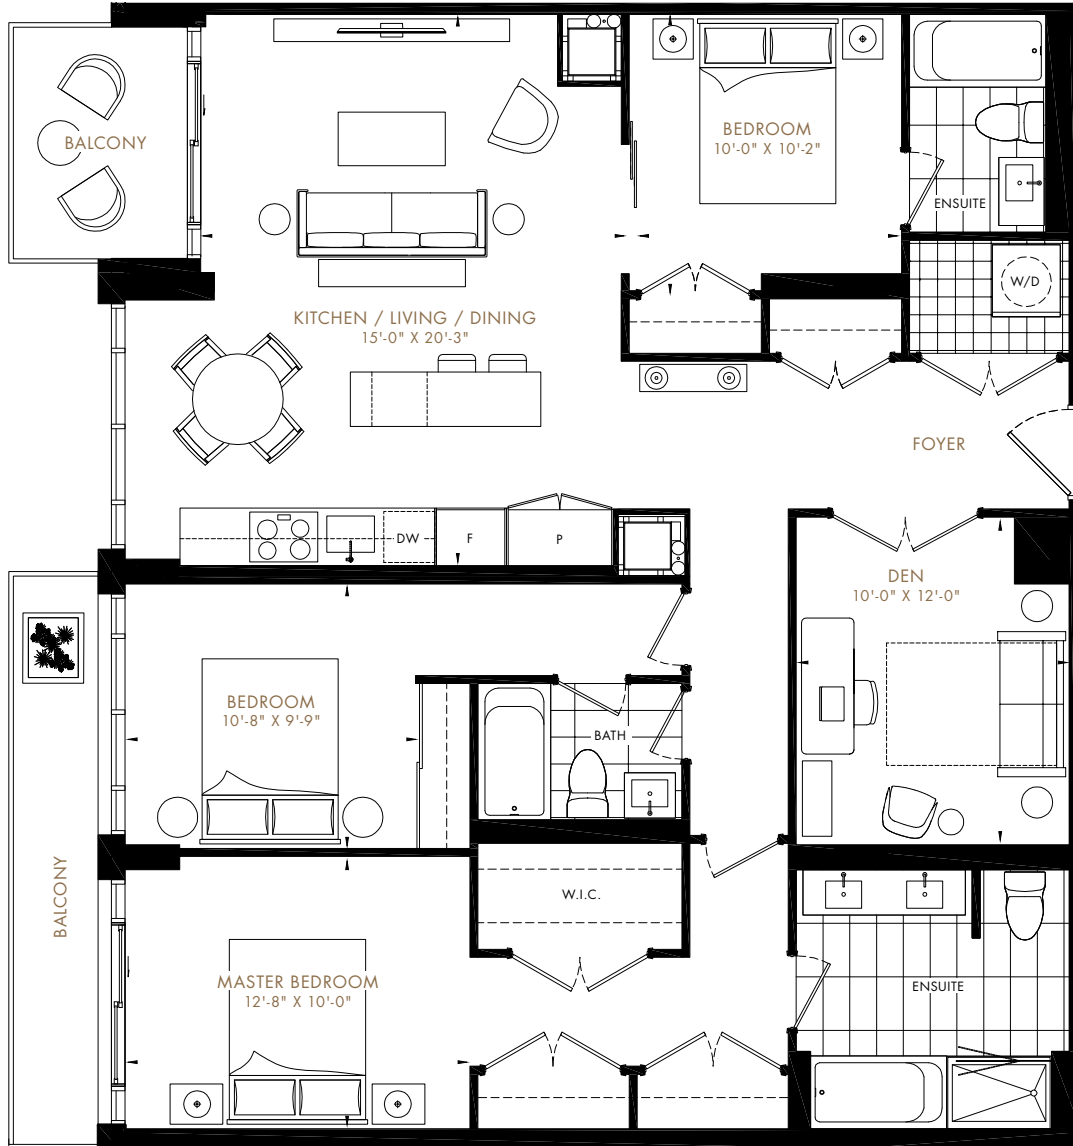 BALCONY
BEDROOM
10'-0" X 10'-2"
ENSUITE
W/D
KITCHEN / LIVING / DINING
15'-0" X 20'-3"
FOYER
DW
F
P
DEN
10'-0" X 12'-0"
BEDROOM
10'-8" X 9'-9"
BATH
BALCONY
W.I.C.
MASTER BEDROOM
12'-8" X 10'-0"
ENSUITE